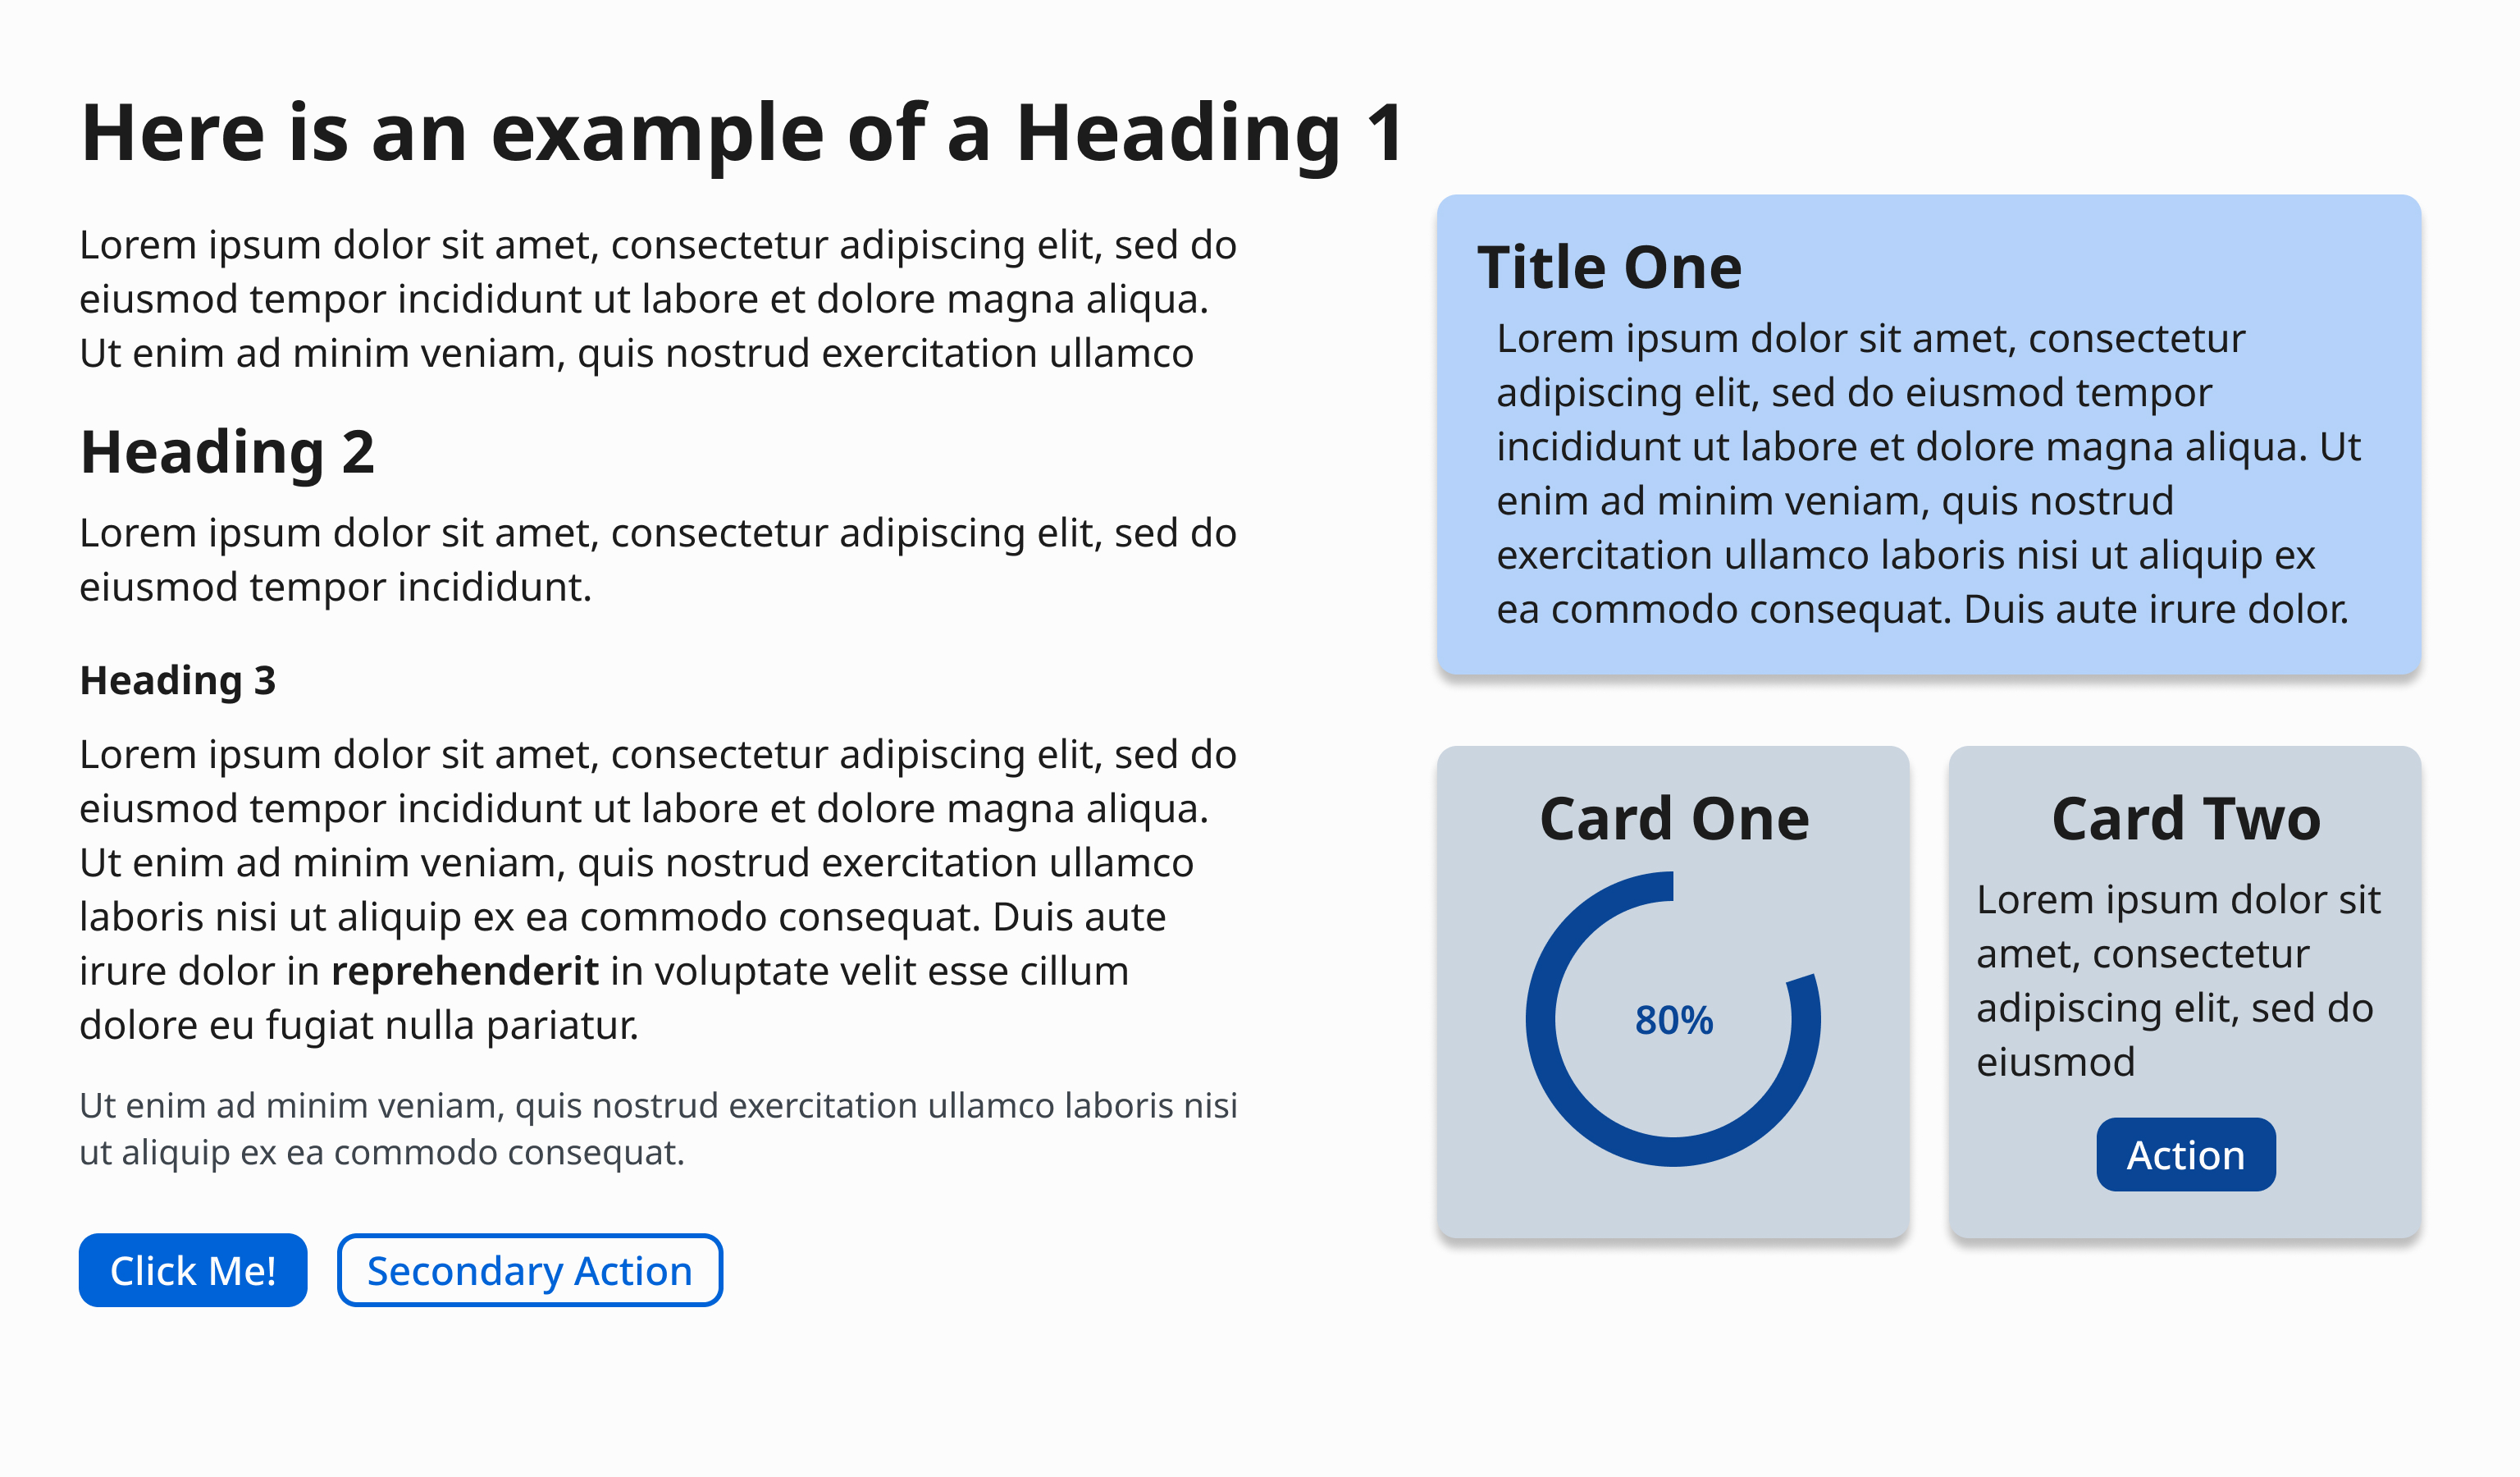 Here is an example of a Heading 1
Lorem ipsum dolor sit amet, consectetur adipiscing elit, sed do
eiusmod tempor incididunt ut labore et dolore magna aliqua.
Ut enim ad minim veniam, quis nostrud exercitation ullamco
Heading 2
Lorem ipsum dolor sit amet, consectetur adipiscing elit, sed do
eiusmod tempor incididunt.
Heading 3
Lorem ipsum dolor sit amet, consectetur adipiscing elit, sed do
eiusmod tempor incididunt ut labore et dolore magna aliqua.
Ut enim ad minim veniam, quis nostrud exercitation ullamco
laboris nisi ut aliquip ex ea commodo consequat. Duis aute
irure dolor in reprehenderit in voluptate velit esse cillum
dolore eu fugiat nulla pariatur.
Ut enim ad minim veniam, quis nostrud exercitation ullamco laboris nisi
ut aliquip ex ea commodo consequat.
Click Me!
Secondary Action
Title One
Lorem ipsum dolor sit amet, consectetur
adipiscing elit, sed do eiusmod tempor
incididunt ut labore et dolore magna aliqua. Ut
enim ad minim veniam, quis nostrud
exercitation ullamco laboris nisi ut aliquip ex
ea commodo consequat. Duis aute irure dolor.
Card One
80%
Card Two
Lorem ipsum dolor sit
amet, consectetur
adipiscing elit, sed do
eiusmod
Action